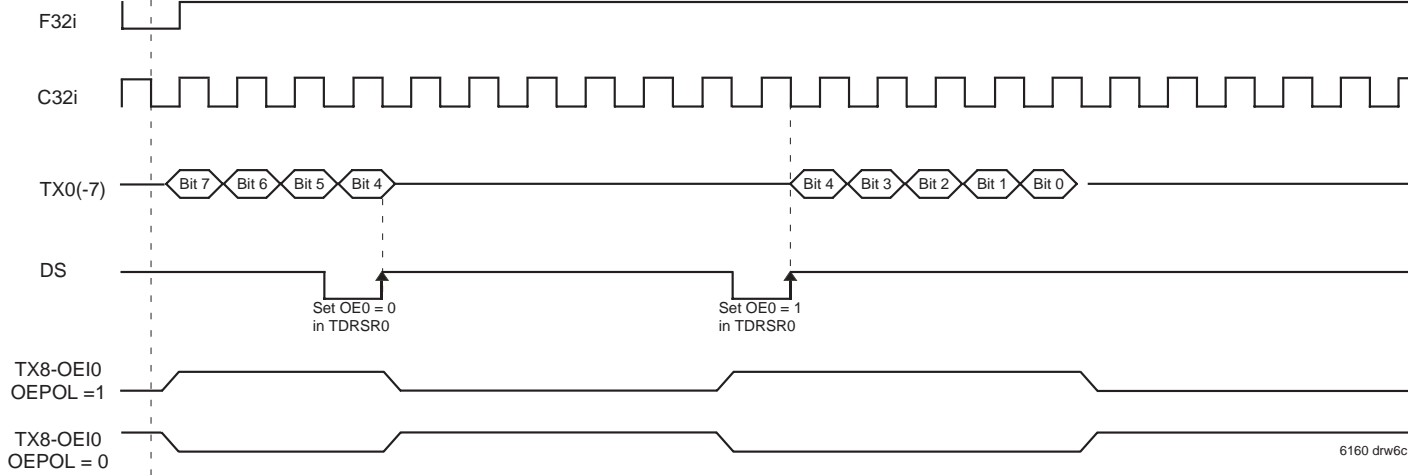 F32i
C32i
TX0(-7)
Bit 7 Bit 6 Bit 5 Bit 4 Bit 4 Bit 3 Bit 2 Bit 1 Bit 0
DS
Set OE0 = 0
in TDRSR0
Set OE0 = 1
in TDRSR0
TX8-OEI0
OEPOL =1
TX8-OEI0
OEPOL = 0
6160 drw6c